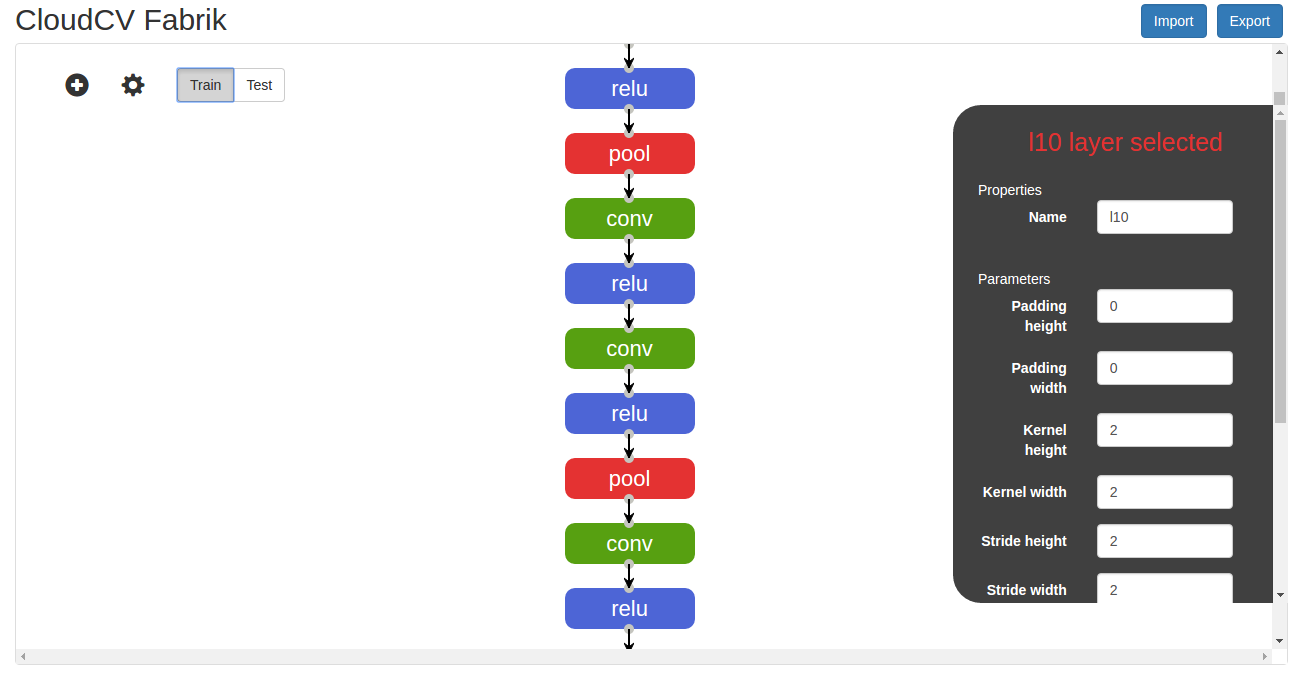 CloudCV Fabrik
Import
Export
Train
Test
relu
pool
conv
relu
conv
relu
pool
conv
relu
l10 layer selected
Properties
Name
l10
Parameters
Padding
height
0
Padding
width
0
Kernel
height
2
Kernel width
2
Stride height
2
Stride width
2